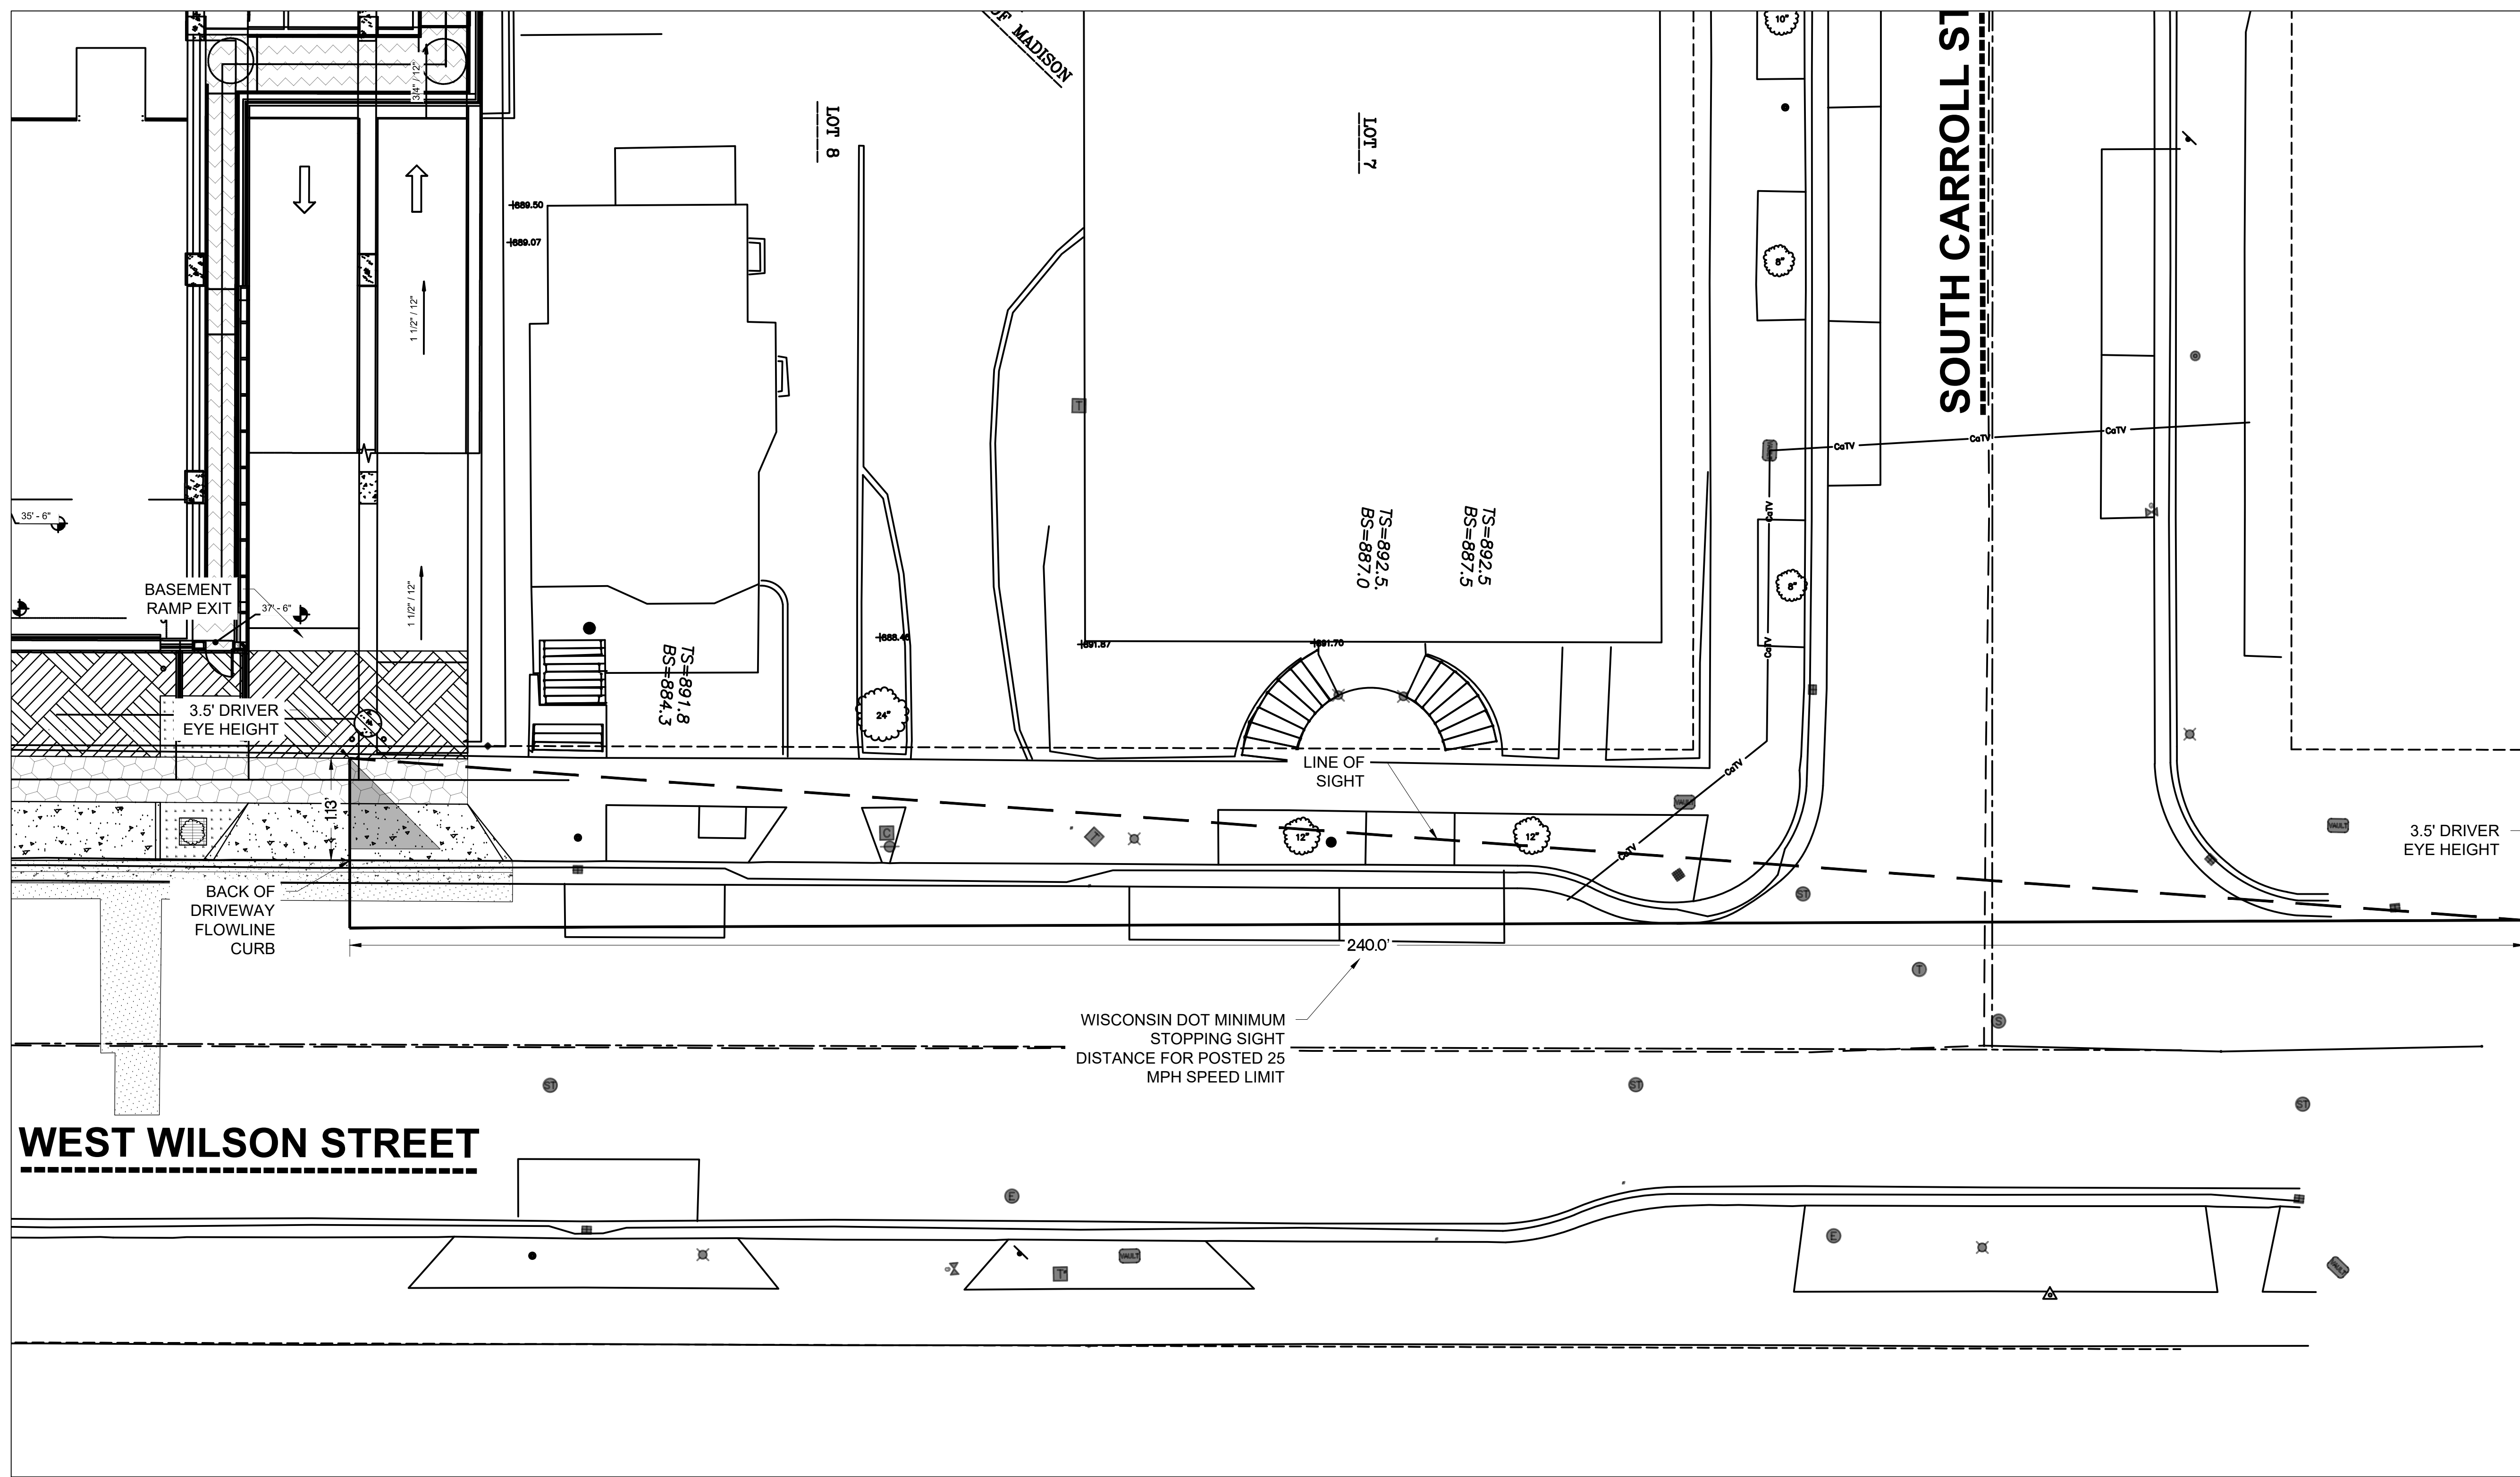 OF MADISON
10"
SOUTH CARROLL ST
3/4" / 12"
LOT 8
LOT 7
889.50
889.07
8"
T
1 1/2" / 12"
CaTV
CaTV
CaTV
35' - 6"
TS=892.5.
BS=887.0
TS=892.5
BS=887.5
CaTV
BASEMENT
RAMP EXIT
37' - 6"
1 1/2" / 12"
8"
888.46
891.87
891.70
CaTV
TS=891.8
BS=884.3
3.5' DRIVER
EYE HEIGHT
24"
LINE OF
SIGHT
CaTV
VAULT
VAULT
C
T
12"
12"
CaTV
3.5' DRIVER
EYE HEIGHT
BACK OF
DRIVEWAY
FLOWLINE
CURB
ST
240.0'
T
WISCONSIN DOT MINIMUM
STOPPING SIGHT
DISTANCE FOR POSTED 25
MPH SPEED LIMIT
S
ST
ST
ST
WEST WILSON STREET
E
E
VAULT
T"
VAULT